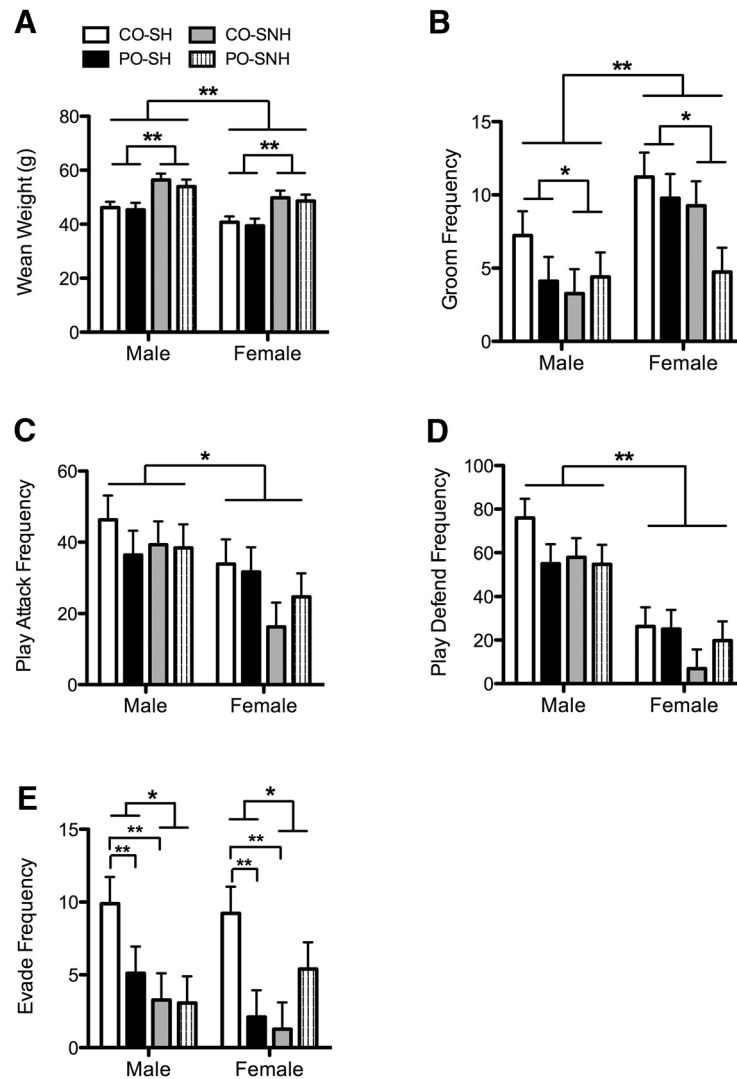 A
CO-SH CO-SNH
PO-SH PO-SNH
**
** **
80
60
40
20
0
Wean Weight (g)
Male Female
B
**
*
*
15
10
5
0
Groom Frequency
Male Female
C
*
60
40
20
0
Play Attack Frequency
Male Female
D
**
100
80
60
40
20
0
Play Defend Frequency
Male Female
E
* *
** **
** **
15
10
5
0
Evade Frequency
Male Female